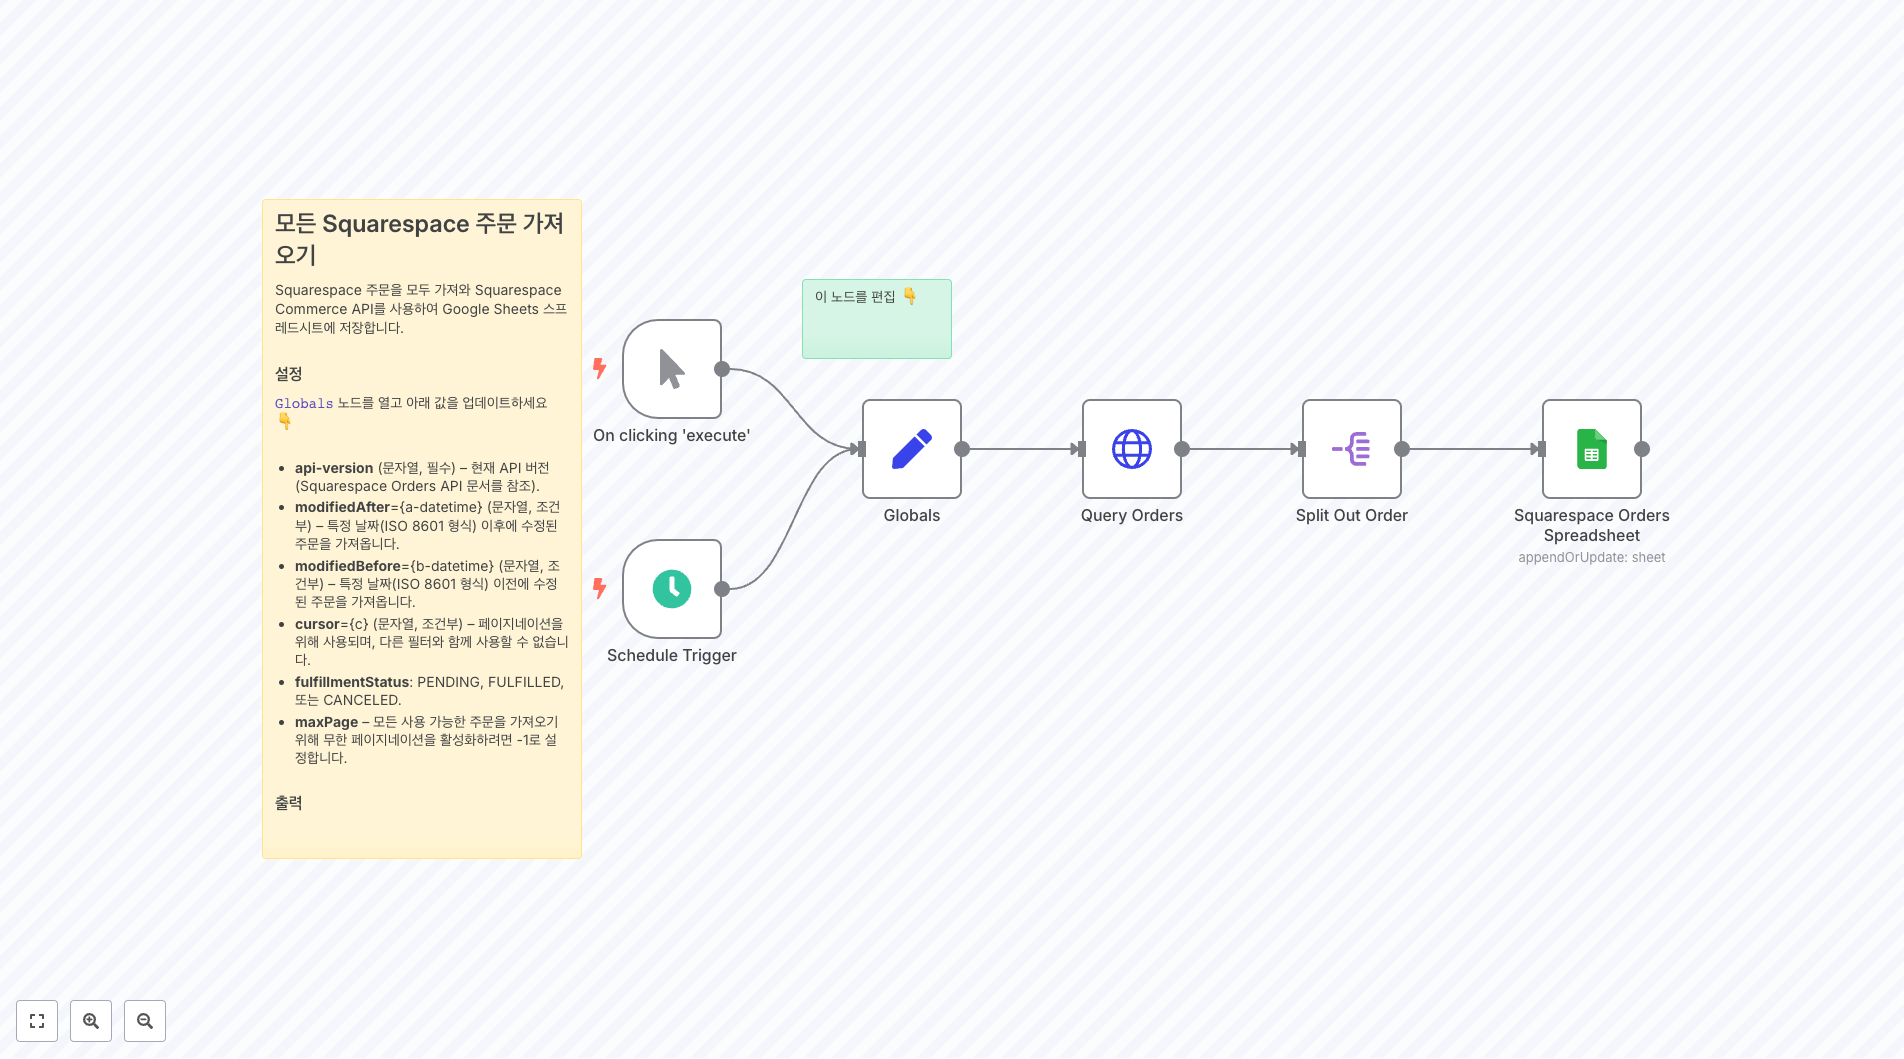 모든 Squarespace 주문 가져
오기
Squarespace 주문을 모두 가져와 Squarespace
Commerce API를 사용하여 Google Sheets 스프
레드시트에 저장합니다.
설정
Globals 노드를 열고 아래 값을 업데이트하세요
👇
api-version (문자열, 필수) – 현재 API 버전
(Squarespace Orders API 문서를 참조).
modifiedAfter={a-datetime} (문자열, 조건
부) – 특정 날짜(ISO 8601 형식) 이후에 수정된
주문을 가져옵니다.
modifiedBefore={b-datetime} (문자열, 조
건부) – 특정 날짜(ISO 8601 형식) 이전에 수정
된 주문을 가져옵니다.
cursor={c} (문자열, 조건부) – 페이지네이션을
위해 사용되며, 다른 필터와 함께 사용할 수 없습니
다.
fulfillmentStatus: PENDING, FULFILLED,
또는 CANCELED.
maxPage – 모든 사용 가능한 주문을 가져오기
위해 무한 페이지네이션을 활성화하려면 -1로 설
정합니다.
출력
이 노드를 편집 👇
On clicking 'execute'
Schedule Trigger
Globals
Query Orders
Split Out Order
Squarespace Orders
Spreadsheet
appendOrUpdate: sheet